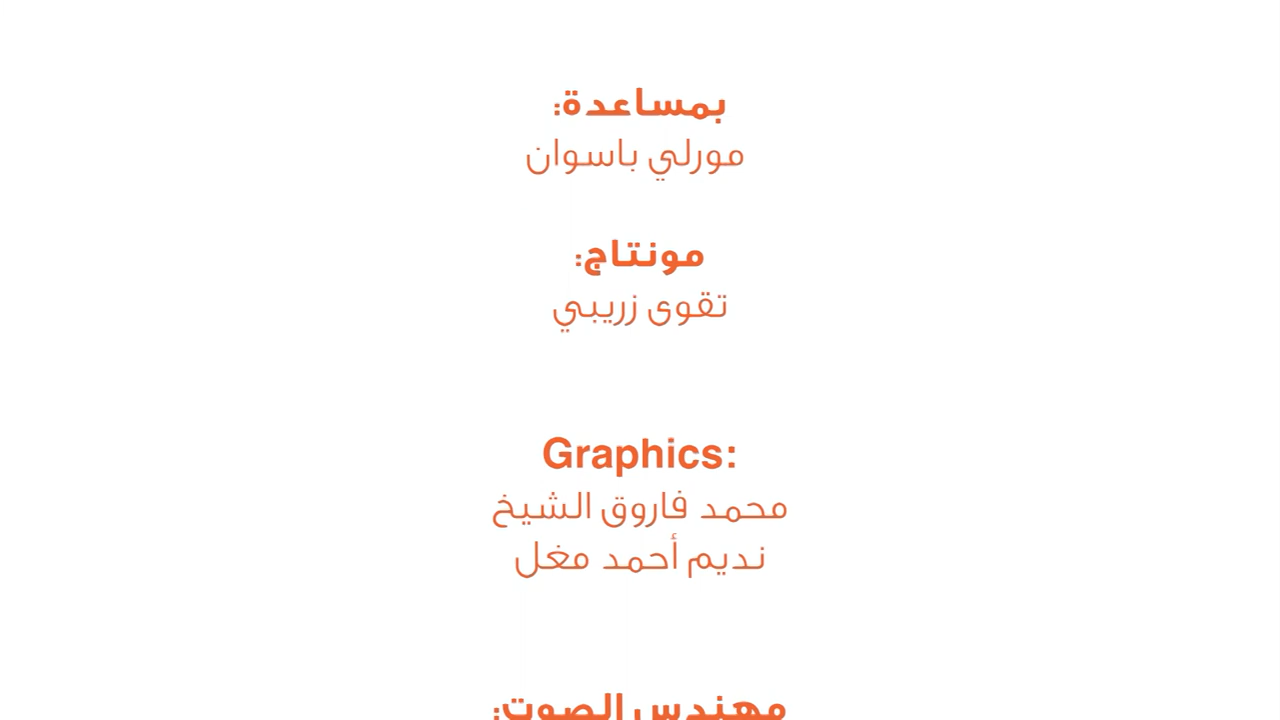 بمساعدة:
مورلي باسوان
مونتاج:
تقوى زريبي
Graphics:
محمد فاروق الشيخ
نديم أحمد مغل
مهندس الصوت: